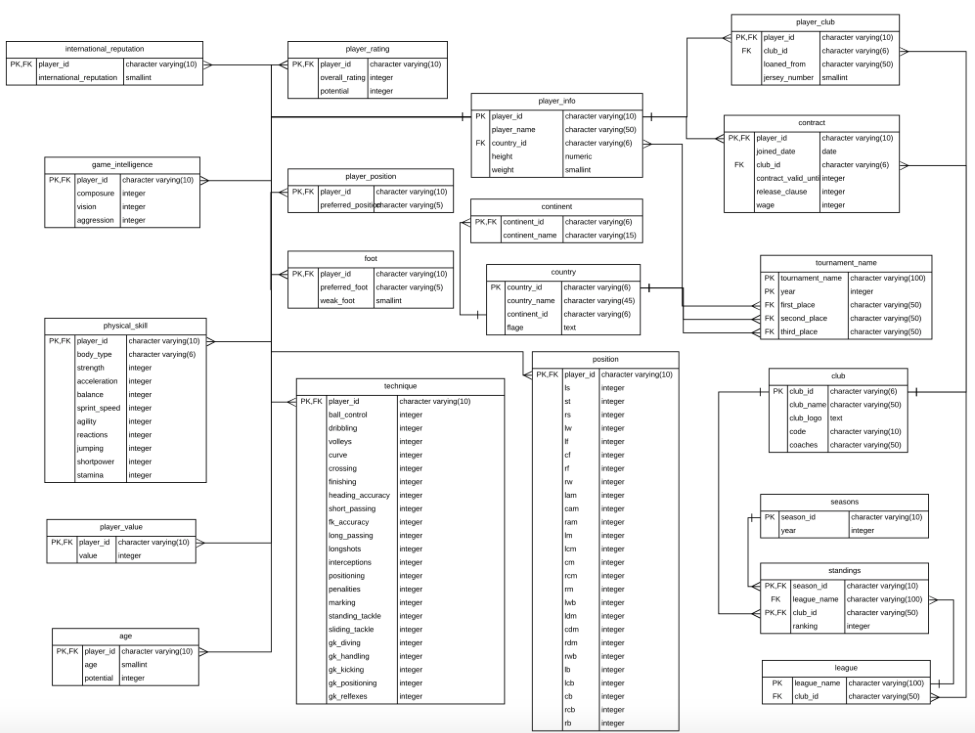 international_reputation
PK,FK player_id character varying(10)
international_reputation smallint
player_rating
PK,FK player_id character varying(10)
overall_rating integer
potential integer
player_club
PK,FK player_id character varying(10)
FK club_id character varying(6)
loaned_from character varying(50)
jersey_number smallint
player_info
PK player_id character varying(10)
player_name character varying(50)
FK country_id character varying(6)
height numeric
weight smallint
contract
PK,FK player_id character varying(10)
joined_date date
FK club_id character varying(6)
contract_valid_until integer
release_clause integer
wage integer
game_intelligence
PK,FK player_id character varying(10)
composure integer
vision integer
aggression integer
player_position
PK,FK player_id character varying(10)
preferred_position character varying(5)
continent
PK,FK continent_id character varying(6)
continent_name character varying(15)
foot
PK,FK player_id character varying(10)
preferred_foot character varying(5)
weak_foot smallint
country
PK country_id character varying(6)
country_name character varying(45)
continent_id character varying(6)
flage text
tournament_name
PK tournament_name character varying(100)
PK year integer
FK first_place character varying(50)
FK second_place character varying(50)
FK third_place character varying(50)
physical_skill
PK,FK player_id character varying(10)
body_type character varying(6)
strength integer
acceleration integer
balance integer
sprint_speed integer
agility integer
reactions integer
jumping integer
shortpower integer
stamina integer
technique
PK,FK player_id character varying(10)
ball_control integer
dribbling integer
volleys integer
curve integer
crossing integer
finishing integer
heading_accuracy integer
short_passing integer
fk_accuracy integer
long_passing integer
longshots integer
interceptions integer
positioning integer
penalities integer
marking integer
standing_tackle integer
sliding_tackle integer
gk_diving integer
gk_handling integer
gk_kicking integer
gk_positioning integer
gk_relfexes integer
position
PK,FK player_id character varying(10)
ls integer
st integer
rs integer
lw integer
lf integer
cf integer
rf integer
rw integer
lam integer
cam integer
ram integer
lm integer
lcm integer
cm integer
rcm integer
rm integer
lwb integer
ldm integer
cdm integer
rdm integer
rwb integer
lb integer
lcb integer
cb integer
rcb integer
rb integer
club
PK club_id character varying(6)
club_name character varying(50)
club_logo text
code character varying(10)
coaches character varying(50)
seasons
PK season_id character varying(10)
year integer
standings
PK,FK season_id character varying(10)
FK league_name character varying(100)
PK,FK club_id character varying(50)
ranking integer
league
PK league_name character varying(100)
FK club_id character varying(50)
player_value
PK,FK player_id character varying(10)
value integer
age
PK,FK player_id character varying(10)
age smallint
potential integer